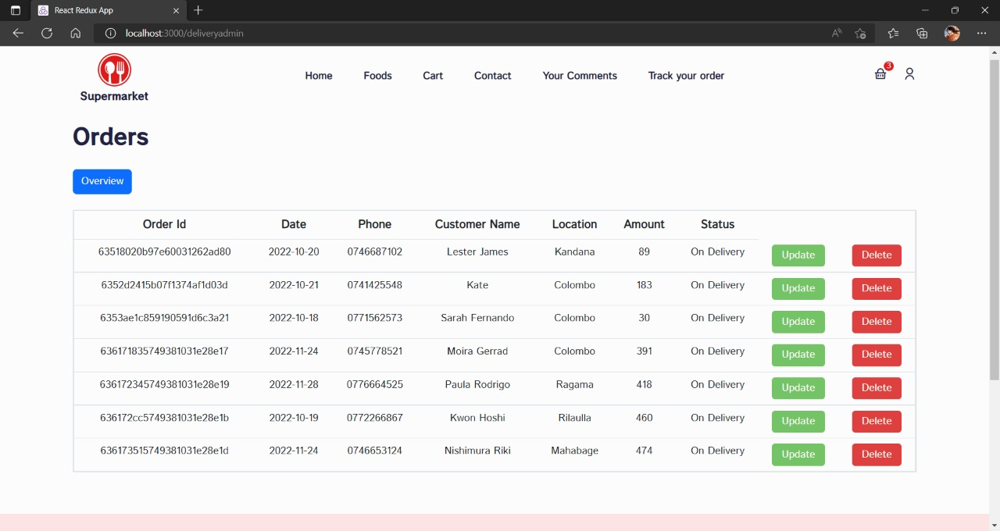 React Redux App
localhost:3000/deliveryadmin
3
Home Foods Cart Contact Your Comments Track your order
Supermarket
Orders
Overview
Order Id Date Phone Customer Name Location Amount Status
63518020b97e60031262ad80 2022-10-20 0746687102 Lester James Kandana 89 On Delivery Update Delete
6352d2415b07f1374af1d03d 2022-10-21 0741425548 Kate Colombo 183 On Delivery Update Delete
6353ae1c859190591d6c3a21 2022-10-18 0771562573 Sarah Fernando Colombo 30 On Delivery Update Delete
636171835749381031e28e17 2022-11-24 0745778521 Moira Gerrad Colombo 391 On Delivery Update Delete
636172345749381031e28e19 2022-11-28 0776664525 Paula Rodrigo Ragama 418 On Delivery Update Delete
636172cc5749381031e28e1b 2022-10-19 0772266867 Kwon Hoshi Rilaulla 460 On Delivery Update Delete
636173515749381031e28e1d 2022-11-24 0746653124 Nishimura Riki Mahabage 474 On Delivery Update Delete